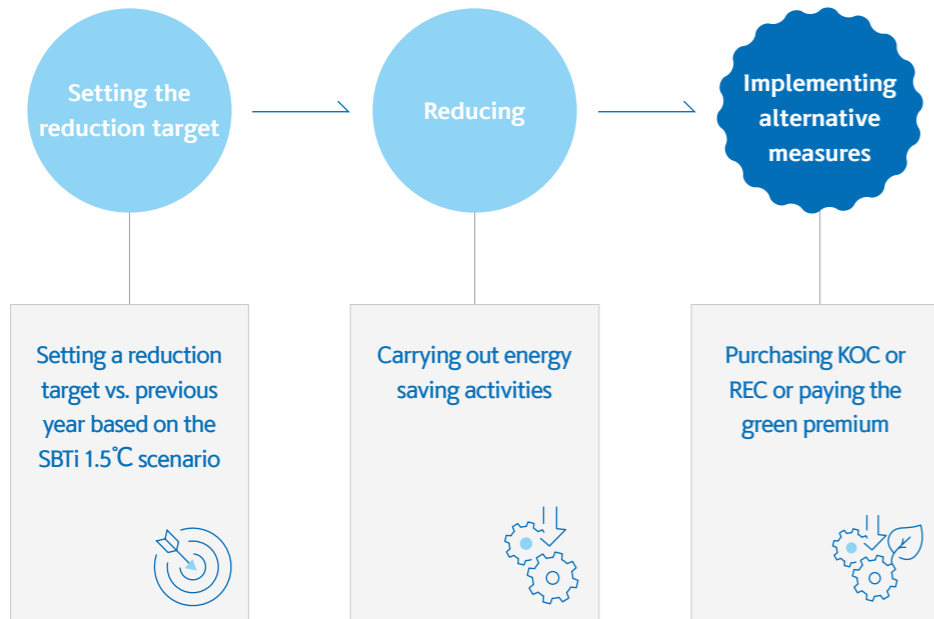 Setting the
reduction target
Reducing
Implementing
alternative
measures
Setting a reduction
target vs. previous
year based on the
SBTi 1.5℃ scenario
Carrying out energy
saving activities
Purchasing KOC or
REC or paying the
green premium